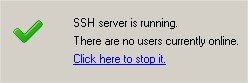 SSH server is running.
There are no users currently online.
Click here to stop it.